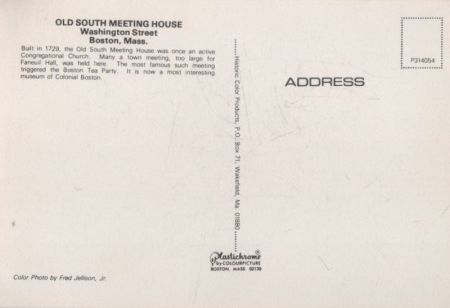 OLD SOUTH MEETING HOUSE
Washington Street
Boston, Mass.
Built in 1729, the Old South Meeting House was once an active
Congregational Church. Many a town meeting, too large for
Faneuil Hall, was held here. The most famous such meeting
triggered the Boston Tea Party. It is now a most interesting
museum of Colonial Boston.
Historic Color Products, P.O. Box 71, Wakefield, Ma 01880
P314054
ADDRESS
Plastichrome®
by COLOURPICTURE
BOSTON, MASS 02130
Color Photo by Fred Jellison, Jr.